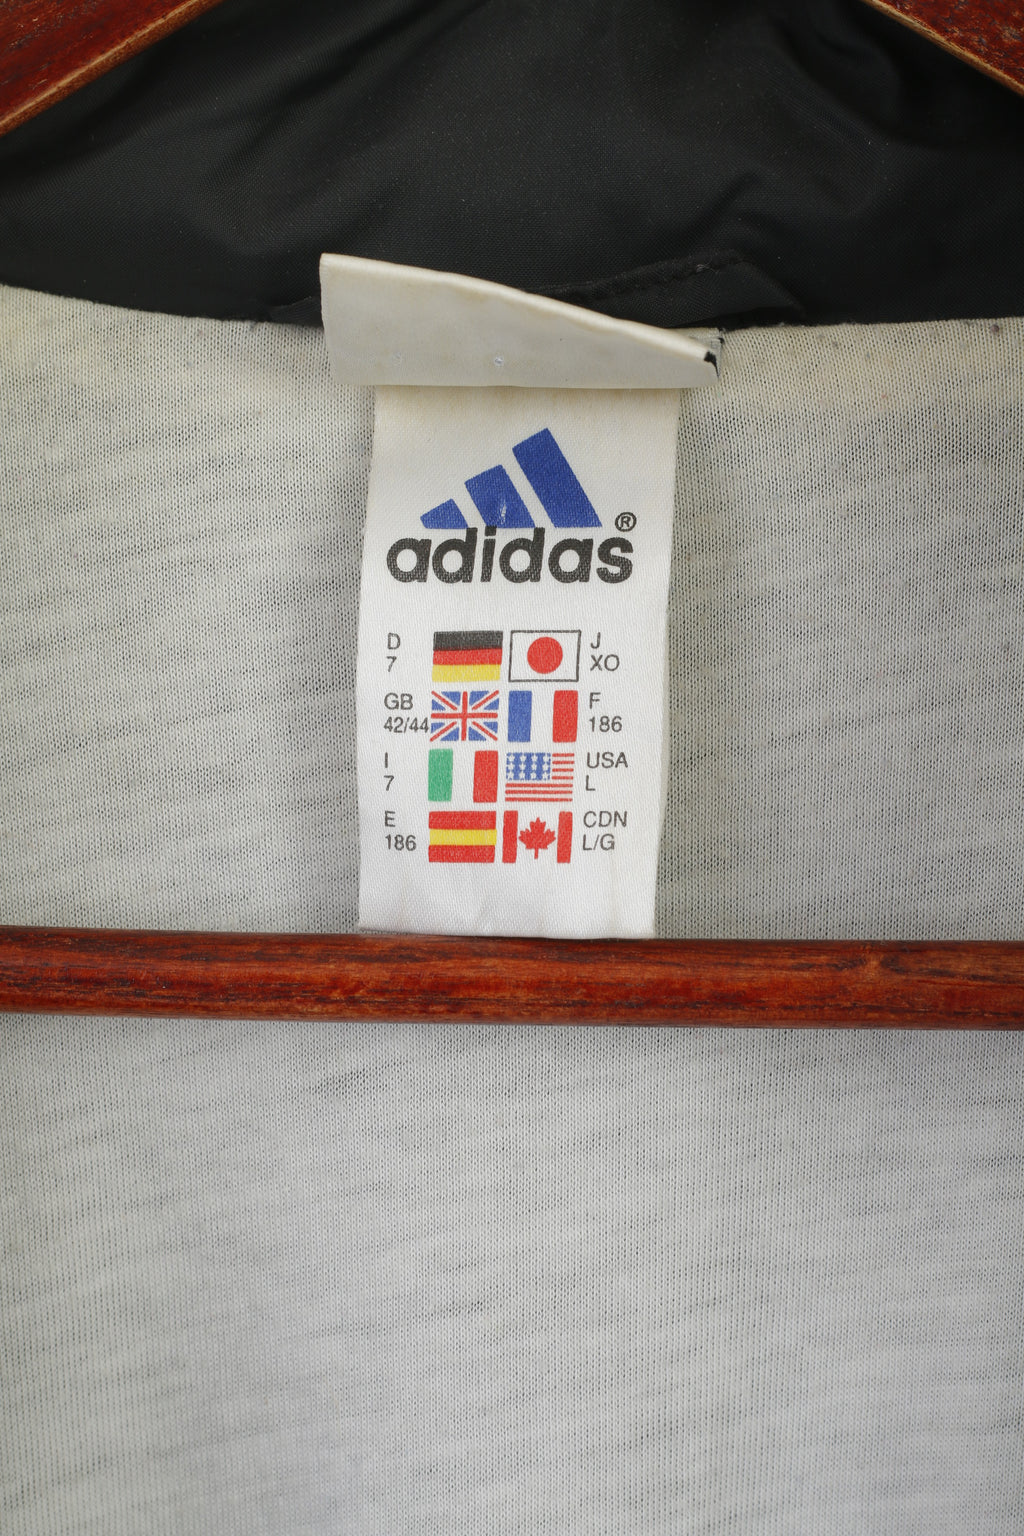 adidas®
D J
7 XO
GB F
42/44 186
I USA
7 L
E CDN
186 L/G